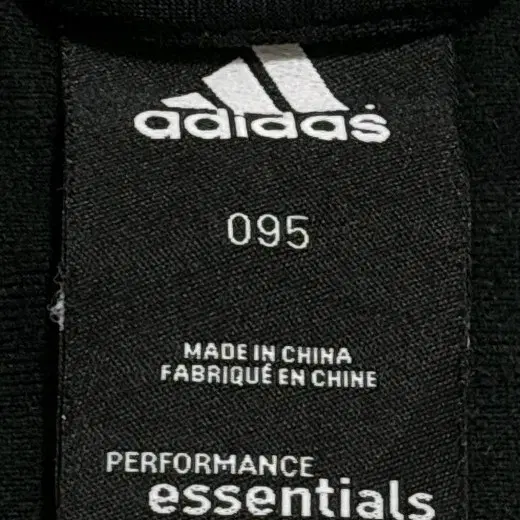 adidas
095
MADE IN CHINA
FABRIQUÉ EN CHINE
PERFORMANCE
essentials